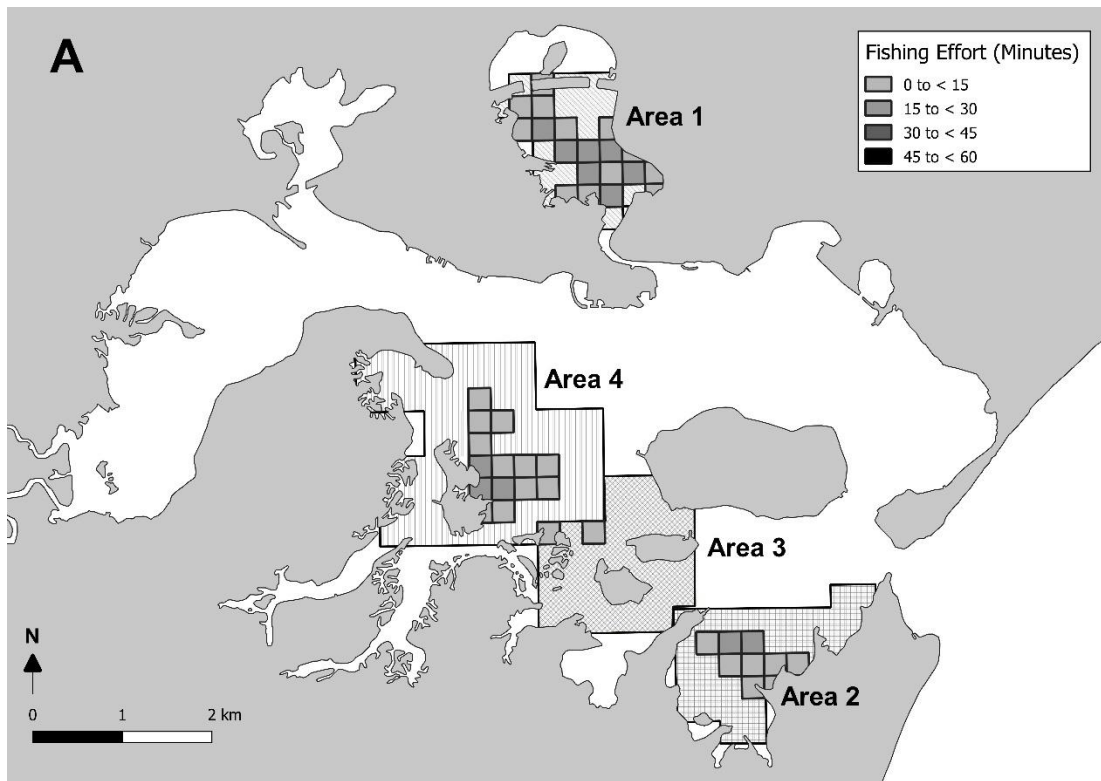 A
Fishing Effort (Minutes)
0 to < 15
15 to < 30
30 to < 45
45 to < 60
Area 1
Area 4
Area 3
Area 2
N
0 1 2 km